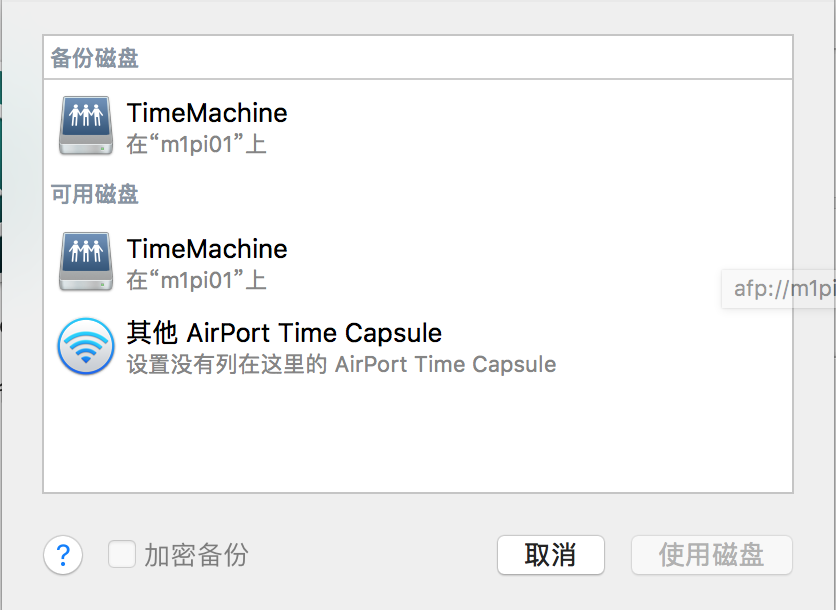 备份磁盘
TimeMachine
在“m1pi01”上
可用磁盘
TimeMachine
在“m1pi01”上
afp://m1pi
其他 AirPort Time Capsule
设置没有列在这里的 AirPort Time Capsule
?
加密备份
取消
使用磁盘